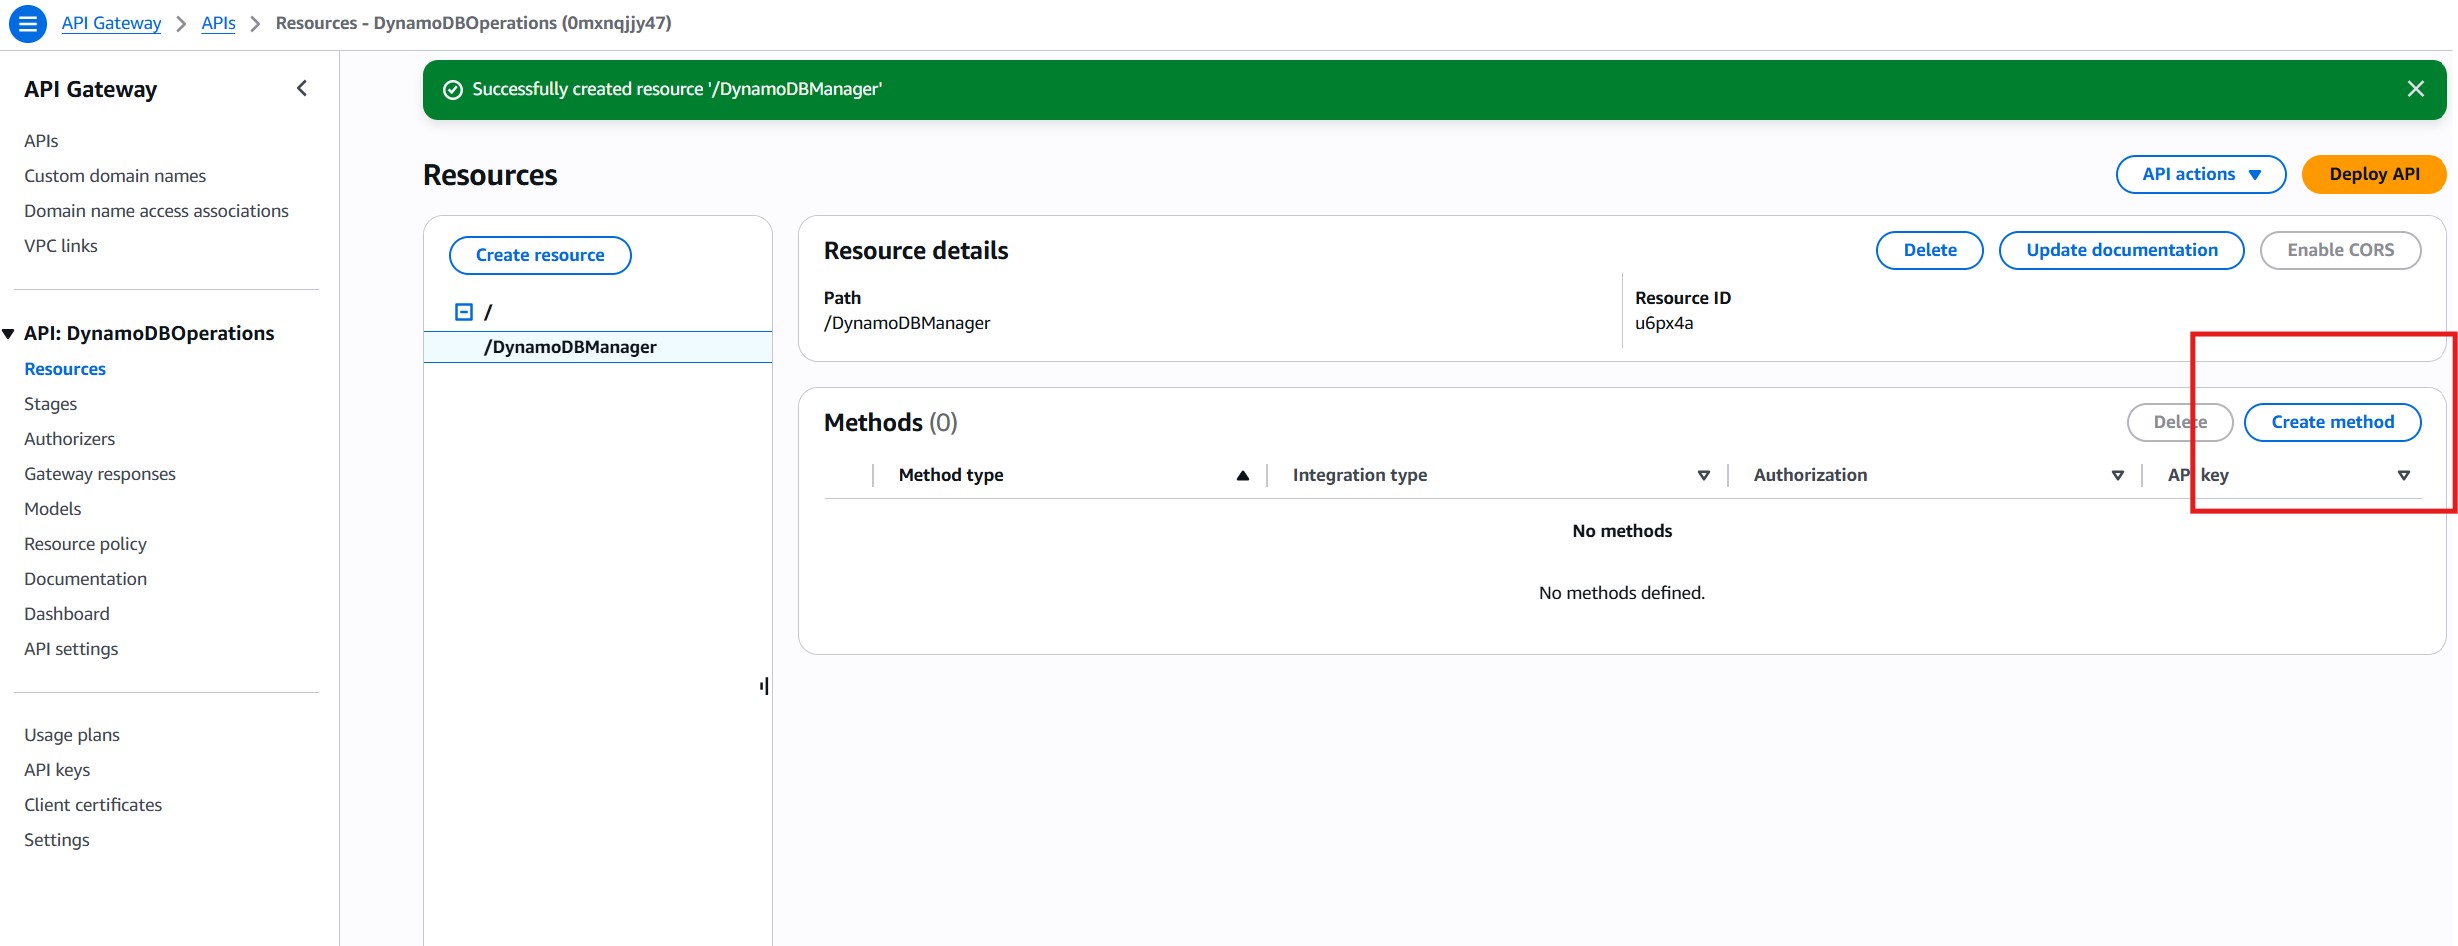 API Gateway > APIs > Resources - DynamoDBOperations (0mxnqjjy47)
API Gateway
APIs
Custom domain names
Domain name access associations
VPC links
API: DynamoDBOperations
Resources
Stages
Authorizers
Gateway responses
Models
Resource policy
Documentation
Dashboard
API settings
Usage plans
API keys
Client certificates
Settings
Successfully created resource '/DynamoDBManager'
Resources
API actions
Deploy API
Create resource
/
/DynamoDBManager
Resource details
Delete
Update documentation
Enable CORS
Path
/DynamoDBManager
Resource ID
u6px4a
Methods (0)
Delete
Create method
Method type
Integration type
Authorization
API key
No methods
No methods defined.